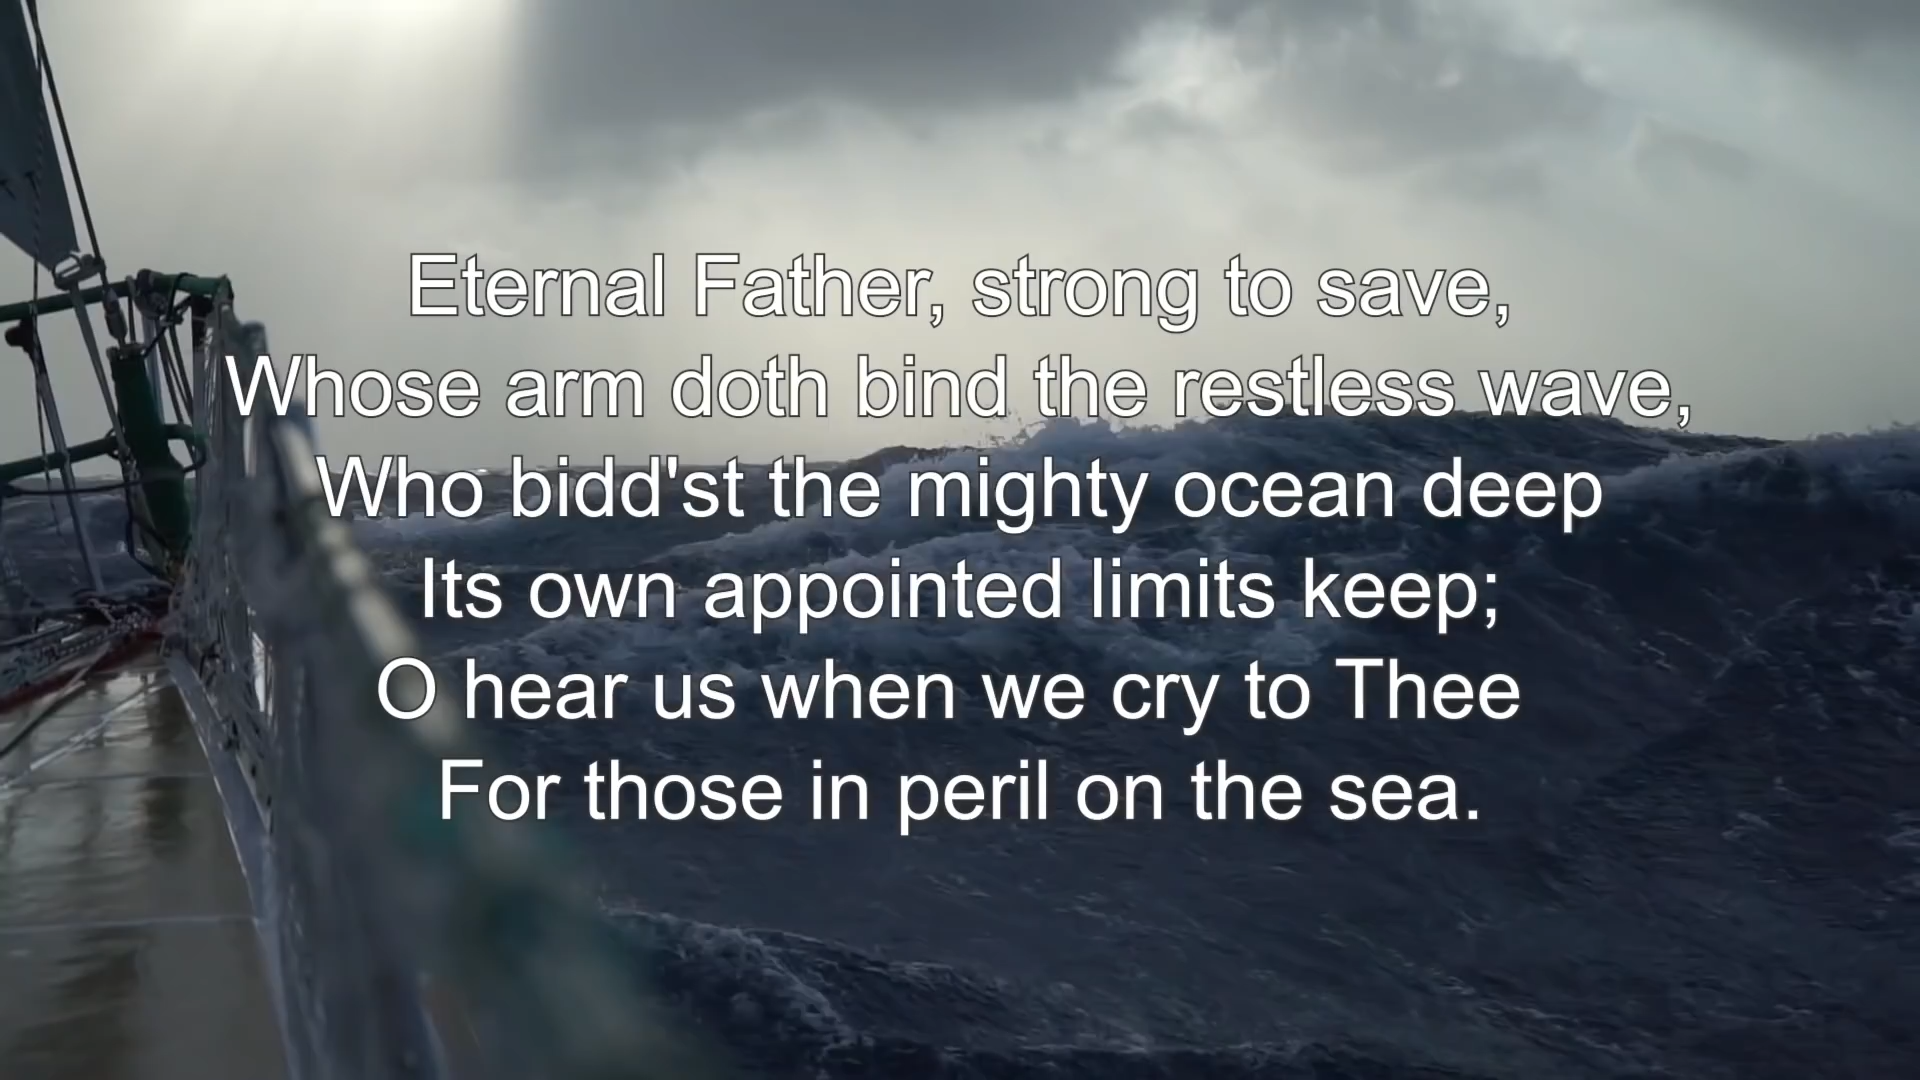 Eternal Father, strong to save,
Whose arm doth bind the restless wave,
Who bidd'st the mighty ocean deep
Its own appointed limits keep;
O hear us when we cry to Thee
For those in peril on the sea.